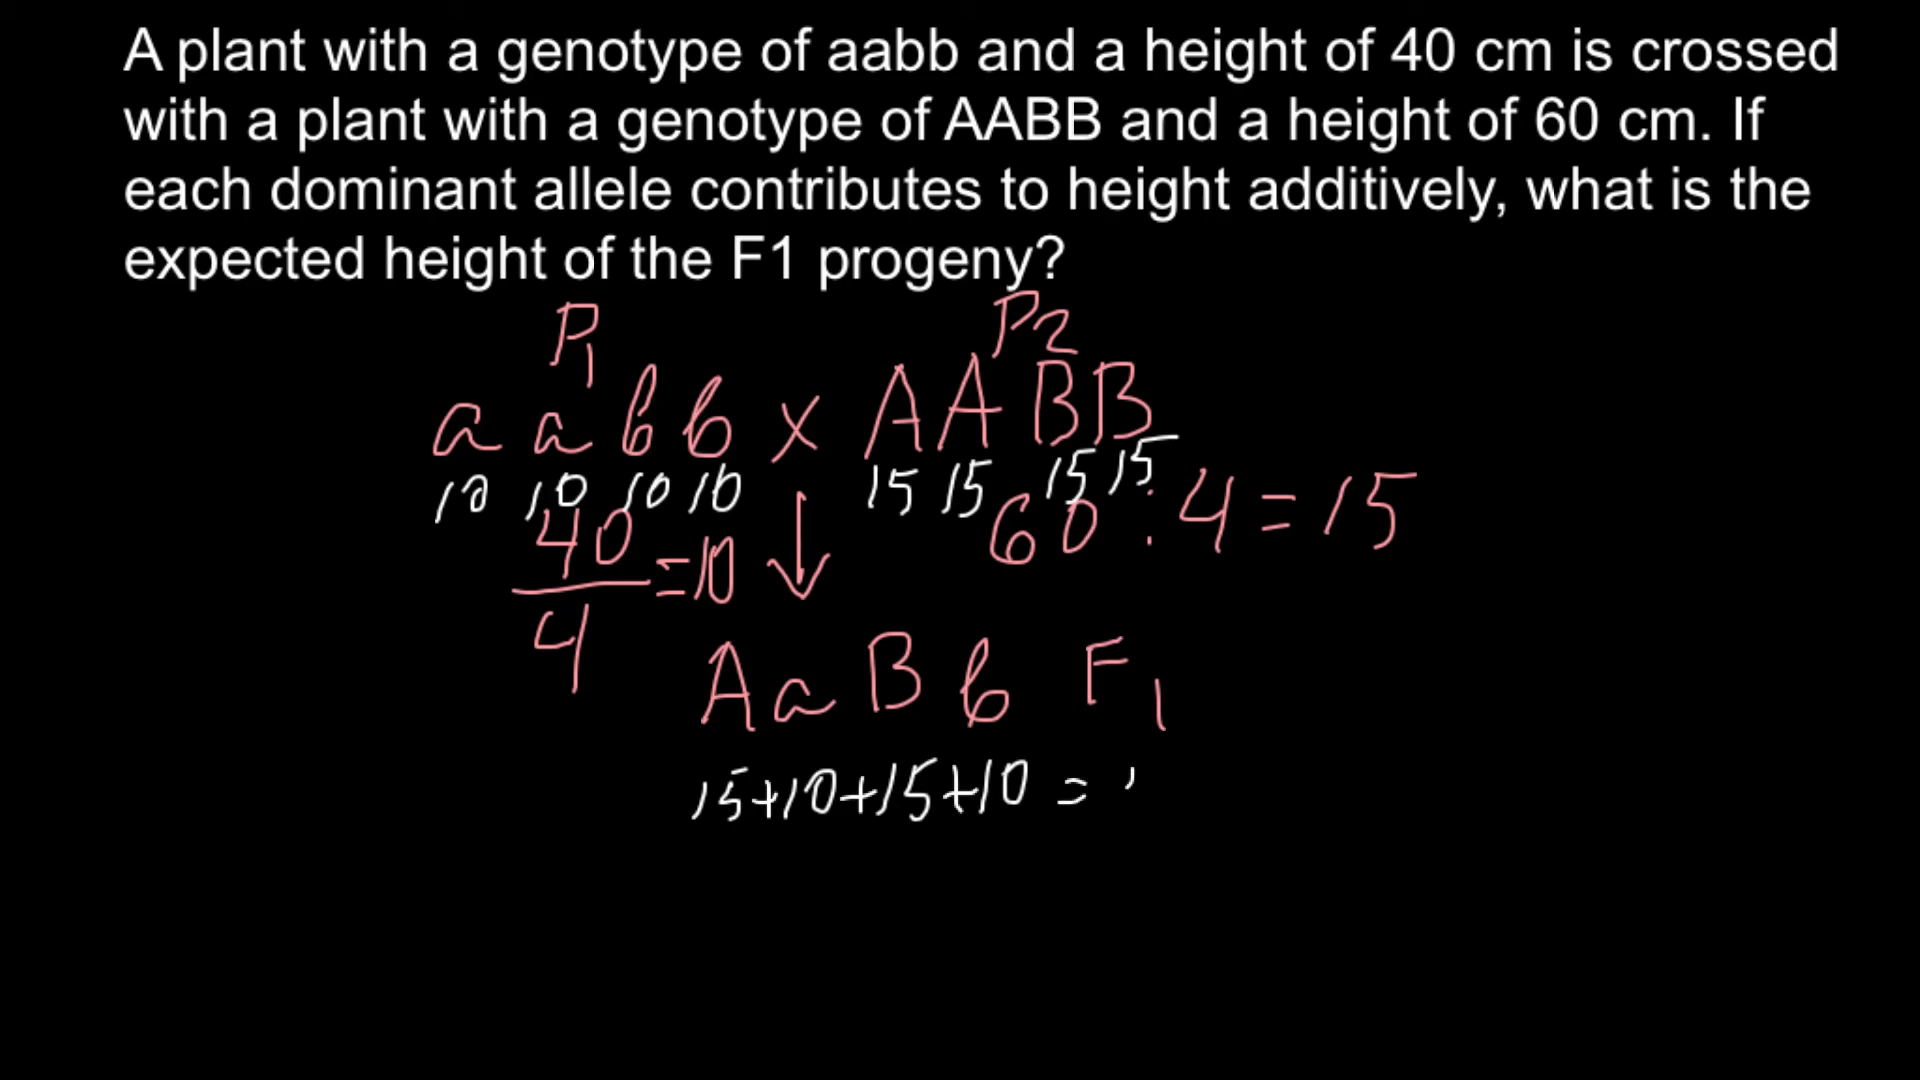 A plant with a genotype of aabb and a height of 40 cm is crossed
with a plant with a genotype of AABB and a height of 60 cm. If
each dominant allele contributes to height additively, what is the
expected height of the F1 progeny?
P1 P2
a a b b x A A B B
10 10 10 10 15 15 15 15
40/4 =10 60 : 4 = 15
A a B b F1
15+10+15+10 =